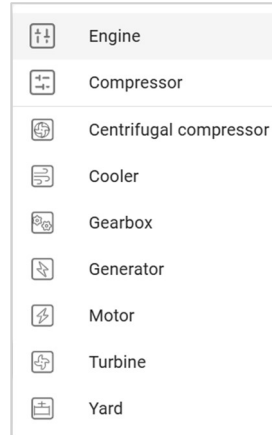 Engine
Compressor
Centrifugal compressor
Cooler
Gearbox
Generator
Motor
Turbine
Yard